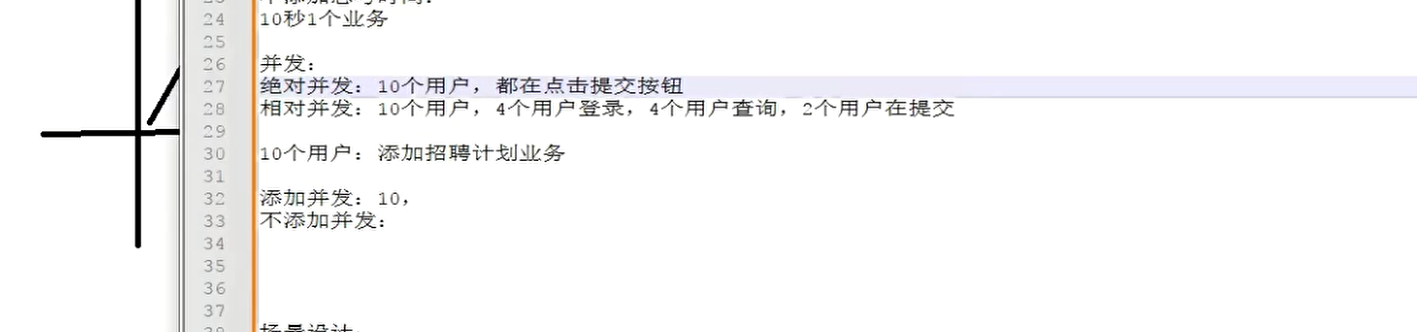 24 10秒1个业务
25
26 并发:
27 绝对并发: 10个用户, 都在点击提交按钮
28 相对并发: 10个用户, 4个用户登录, 4个用户查询, 2个用户在提交
29
30 10个用户: 添加招聘计划业务
31
32 添加并发: 10,
33 不添加并发:
34
35
36
37